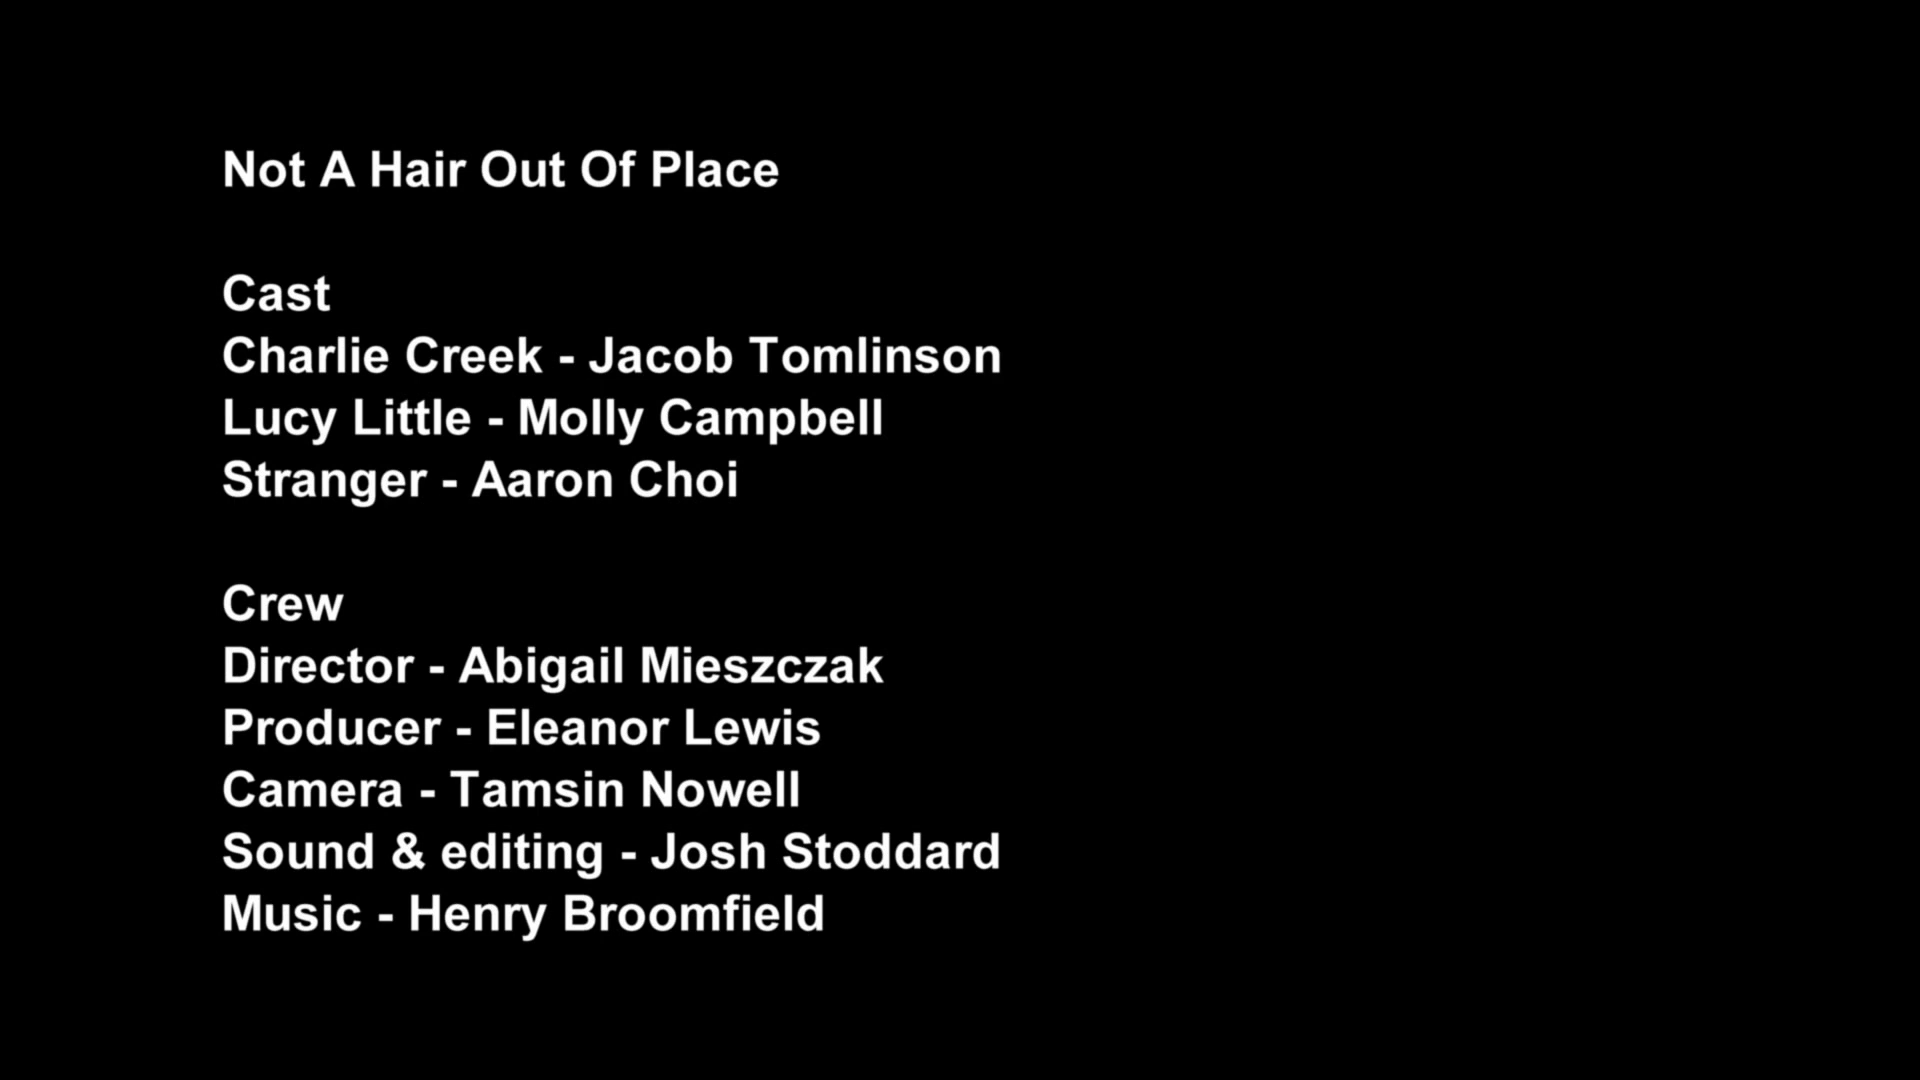 Not A Hair Out Of Place
Cast
Charlie Creek - Jacob Tomlinson
Lucy Little - Molly Campbell
Stranger - Aaron Choi
Crew
Director - Abigail Mieszczak
Producer - Eleanor Lewis
Camera - Tamsin Nowell
Sound & editing - Josh Stoddard
Music - Henry Broomfield